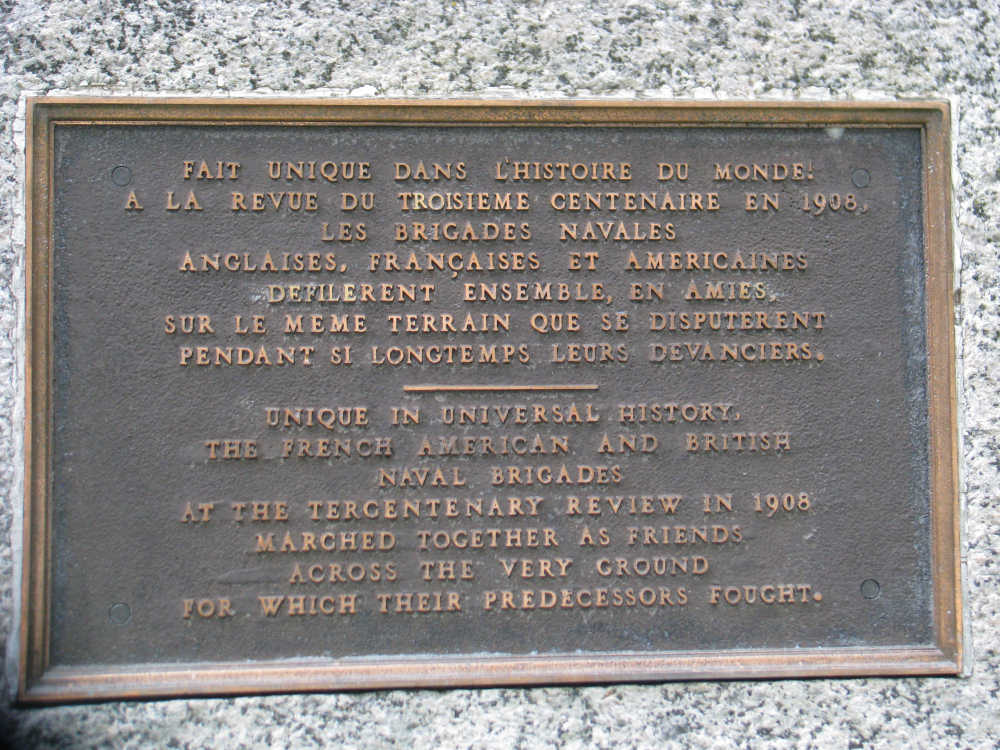 FAIT UNIQUE DANS L'HISTOIRE DU MONDE!
A LA REVUE DU TROISIEME CENTENAIRE EN 1908,
LES BRIGADES NAVALES
ANGLAISES, FRANÇAISES ET AMERICAINES
DEFILERENT ENSEMBLE, EN AMIES,
SUR LE MEME TERRAIN QUE SE DISPUTERENT
PENDANT SI LONGTEMPS LEURS DEVANCIERS.
UNIQUE IN UNIVERSAL HISTORY,
THE FRENCH AMERICAN AND BRITISH
NAVAL BRIGADES
AT THE TERCENTENARY REVIEW IN 1908
MARCHED TOGETHER AS FRIENDS
ACROSS THE VERY GROUND
FOR WHICH THEIR PREDECESSORS FOUGHT.